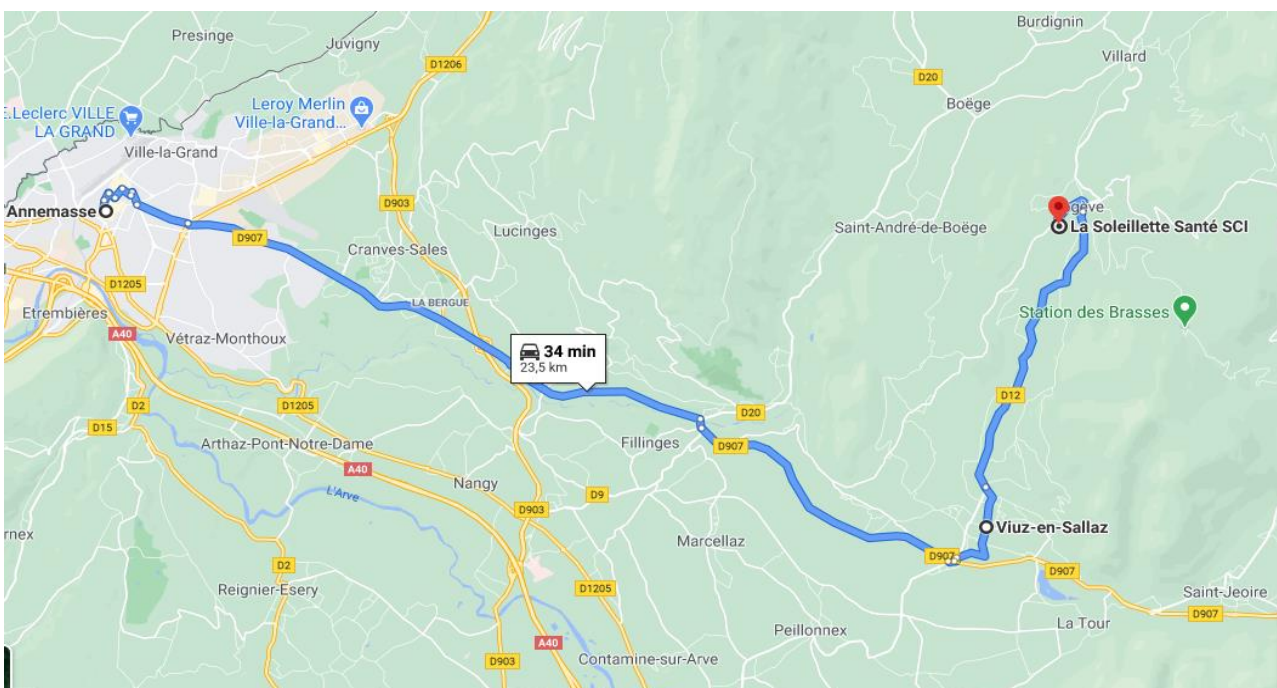 Burdignin
Presinge
Juvigny
Villard
D1206
D20
Leroy Merlin
Ville-la-Grand...
E.Leclerc VILLE
LA GRAND
Boëge
Ville-la-Grand
D903
Annemasse
gève
La Soleillette Santé SCI
Saint-André-de-Boëge
Lucinges
D907
Cranves-Sales
D1205
LA BERGUE
Etrembières
Station des Brasses
A40
Vétraz-Monthoux
34 min
23,5 km
D12
D2
D1205
D20
D15
Arthaz-Pont-Notre-Dame
Fillinges
D907
A40
Nangy
L'Arve
D9
D903
Viuz-en-Sallaz
rnex
Marcellaz
D907
D2
D907
Reignier-Esery
D1205
Saint-Jeoire
D907
La Tour
Peillonnex
A40
D903
Contamine-sur-Arve